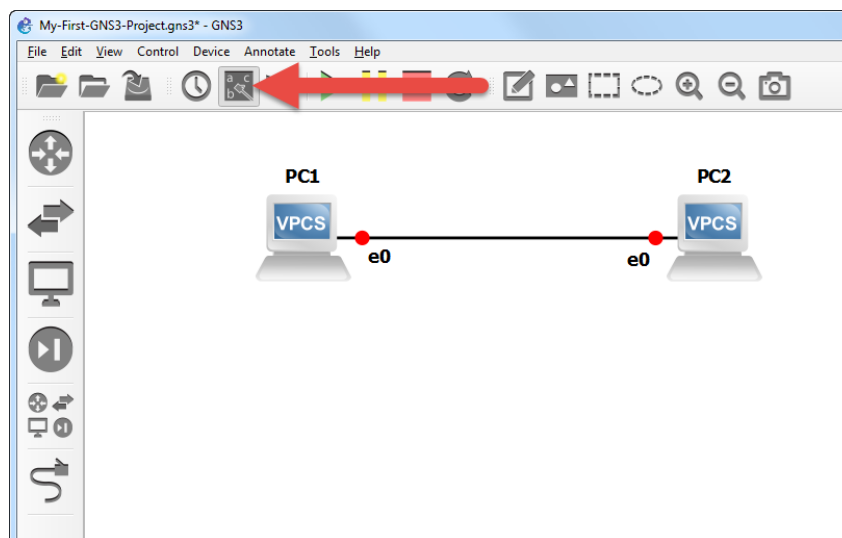 My-First-GNS3-Project.gns3* - GNS3
File Edit View Control Device Annotate Tools Help
a c
b
PC1 PC2
VPCS VPCS
e0 e0